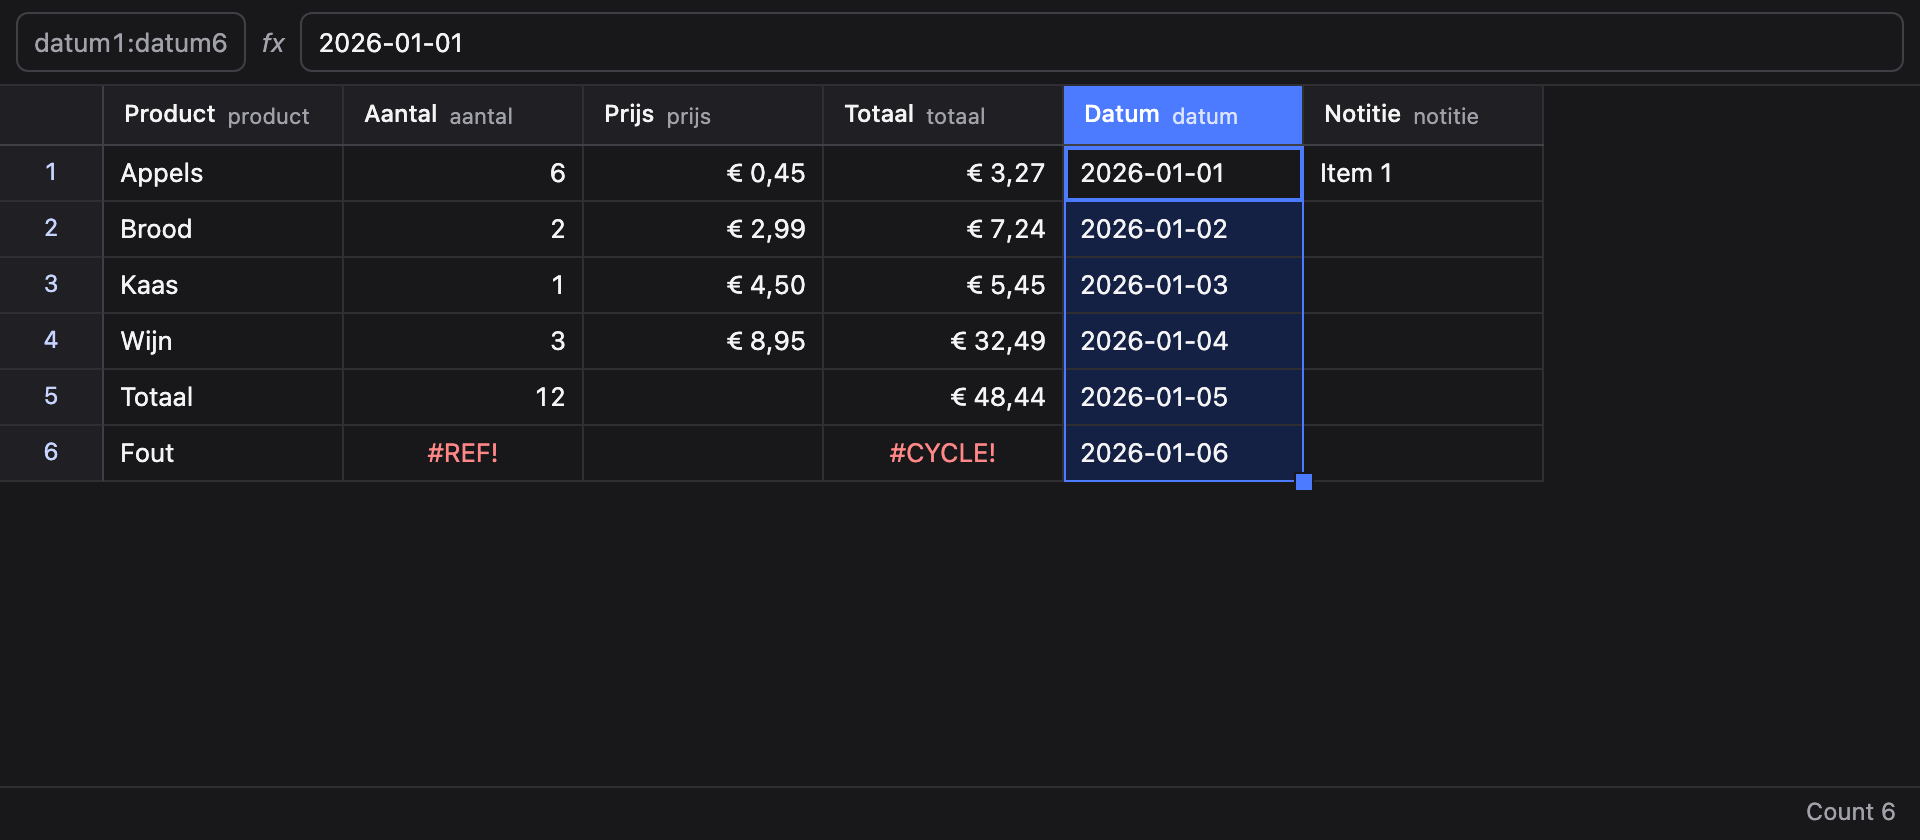 datum1:datum6 fx 2026-01-01
Product product Aantal aantal Prijs prijs Totaal totaal Datum datum Notitie notitie
1 Appels 6 € 0,45 € 3,27 2026-01-01 Item 1
2 Brood 2 € 2,99 € 7,24 2026-01-02
3 Kaas 1 € 4,50 € 5,45 2026-01-03
4 Wijn 3 € 8,95 € 32,49 2026-01-04
5 Totaal 12 € 48,44 2026-01-05
6 Fout #REF! #CYCLE! 2026-01-06
Count 6